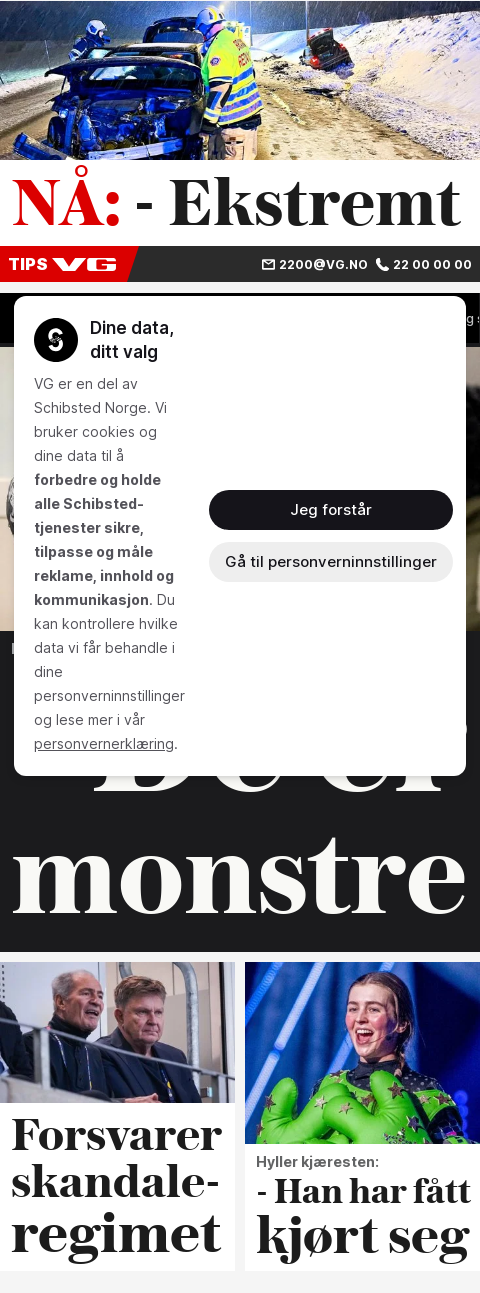 NÅ: - Ekstremt
TIPS VG 2200@VG.NO 22 00 00 00
Dine data,
ditt valg
VG er en del av
Schibsted Norge. Vi
bruker cookies og
dine data til å
forbedre og holde
alle Schibsted-
tjenester sikre,
tilpasse og måle
reklame, innhold og
kommunikasjon. Du
kan kontrollere hvilke
data vi får behandle i
dine
personverninnstillinger
og lese mer i vår
personvernerklæring.
Jeg forstår
Gå til personverninnstillinger
monstre
Forsvarer
skandale-
regimet
Hyller kjæresten:
- Han har fått
kjørt seg